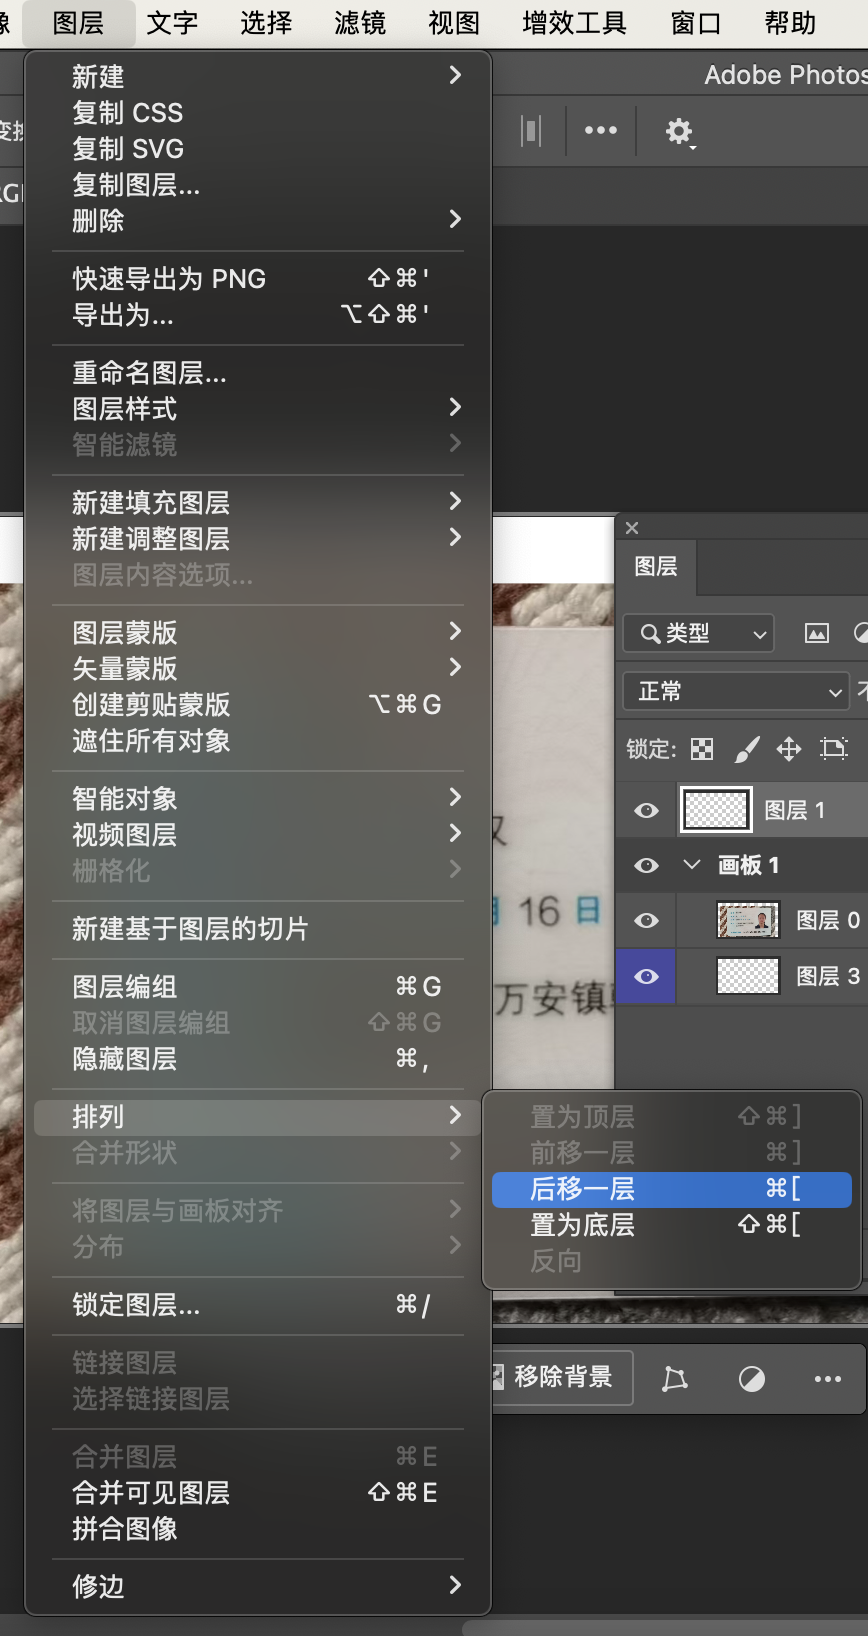 图层 文字 选择 滤镜 视图 增效工具 窗口 帮助
Adobe Photos
新建
复制 CSS
复制 SVG
复制图层...
删除
快速导出为 PNG ⇧⌘'
导出为... ⌥⇧⌘'
重命名图层...
图层样式
智能滤镜
新建填充图层
新建调整图层
图层内容选项...
图层蒙版
矢量蒙版
创建剪贴蒙版 ⌥⌘G
遮住所有对象
智能对象
视频图层
栅格化
新建基于图层的切片
图层编组 ⌘G
取消图层编组 ⇧⌘G
隐藏图层 ⌘,
排列
合并形状
将图层与画板对齐
分布
锁定图层... ⌘/
链接图层
选择链接图层
合并图层 ⌘E
合并可见图层 ⇧⌘E
拼合图像
修边
置为顶层 ⇧⌘]
前移一层 ⌘]
后移一层 ⌘[
置为底层 ⇧⌘[
反向
16 日
万安镇
图层
类型
正常
锁定:
图层 1
画板 1
图层 0
图层 3
移除背景